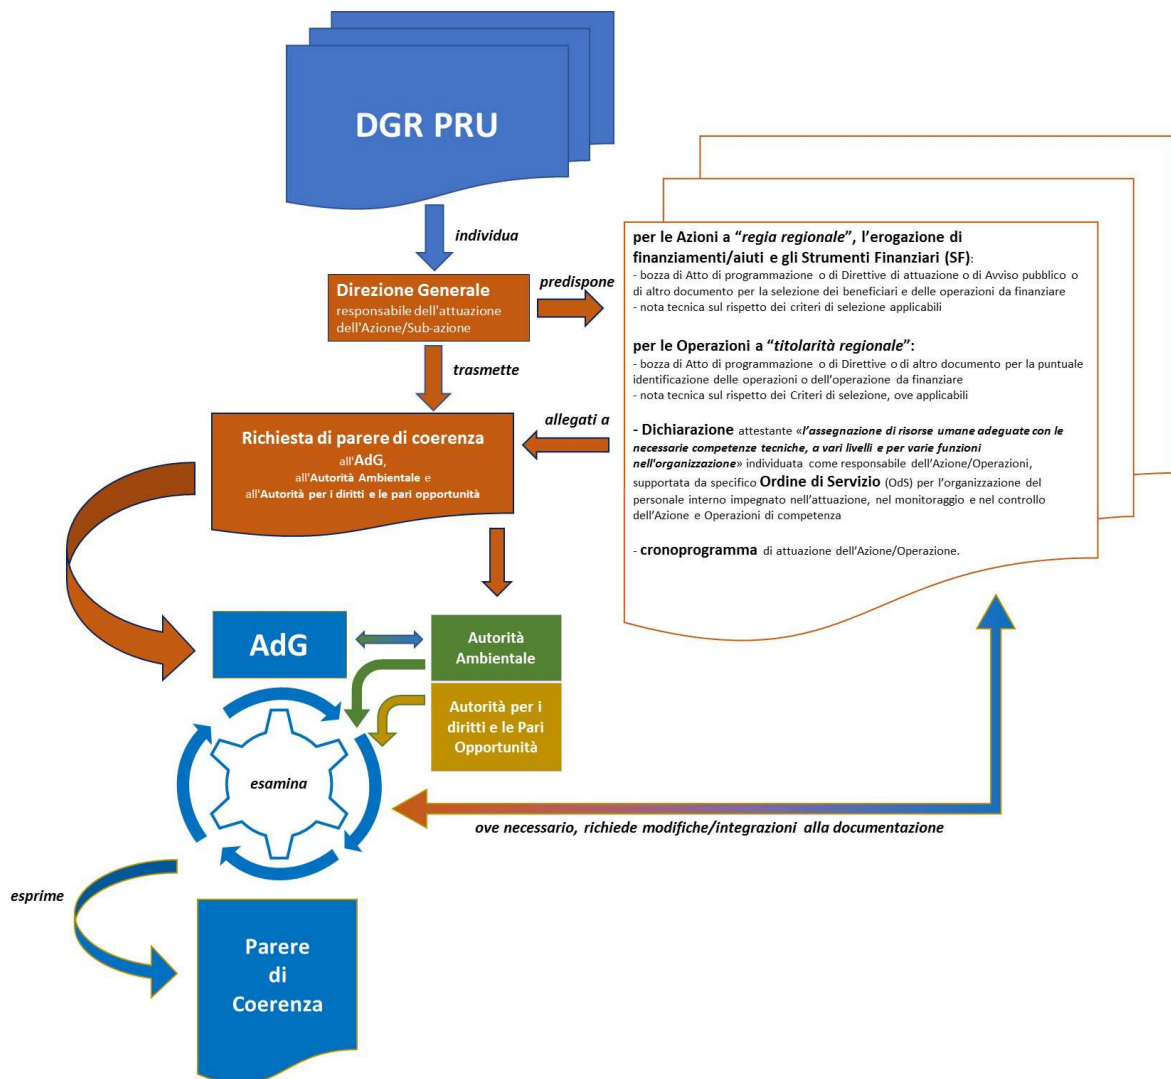 DGR PRU
individua
Direzione Generale
responsabile dell'attuazione
dell'Azione/Sub-azione
predispone
per le Azioni a “regia regionale”, l’erogazione di
finanziamenti/aiuti e gli Strumenti Finanziari (SF):
- bozza di Atto di programmazione o di Direttive di attuazione o di Avviso pubblico o
di altro documento per la selezione dei beneficiari e delle operazioni da finanziare
- nota tecnica sul rispetto dei criteri di selezione applicabili
per le Operazioni a “titolarità regionale”:
- bozza di Atto di programmazione o di Direttive o di altro documento per la puntuale
identificazione delle operazioni o dell’operazione da finanziare
- nota tecnica sul rispetto dei Criteri di selezione, ove applicabili
- Dichiarazione attestante «l’assegnazione di risorse umane adeguate con le
necessarie competenze tecniche, a vari livelli e per varie funzioni
nell'organizzazione» individuata come responsabile dell’Azione/Operazioni,
supportata da specifico Ordine di Servizio (OdS) per l’organizzazione del
personale interno impegnato nell’attuazione, nel monitoraggio e nel controllo
dell’Azione e Operazioni di competenza
- cronoprogramma di attuazione dell’Azione/Operazione.
trasmette
allegati a
Richiesta di parere di coerenza
all'AdG,
all'Autorità Ambientale e
all'Autorità per i diritti e le pari opportunità
AdG
Autorità
Ambientale
Autorità per i
diritti e le Pari
Opportunità
esamina
ove necessario, richiede modifiche/integrazioni alla documentazione
esprime
Parere
di
Coerenza